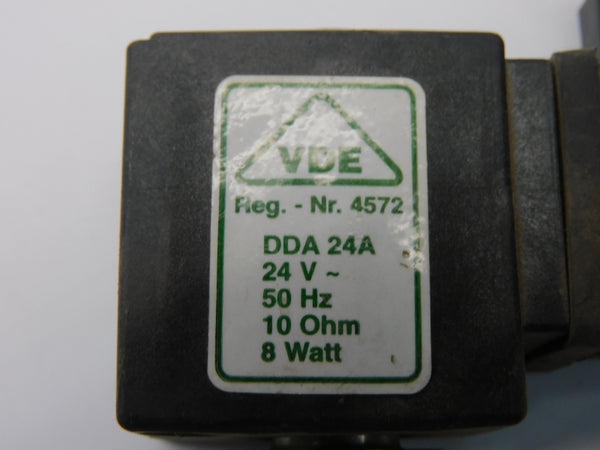 VDE
Reg. - Nr. 4572
DDA 24A
24 V ~
50 Hz
10 Ohm
8 Watt